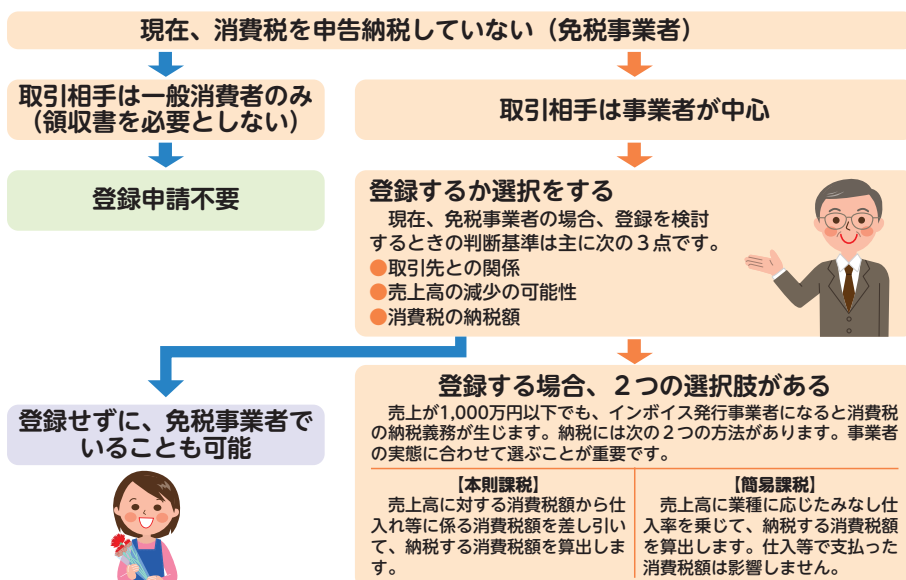 現在、消費税を申告納税していない（免税事業者）
取引相手は一般消費者のみ
（領収書を必要としない）
登録申請不要
取引相手は事業者が中心
登録するか選択をする
現在、免税事業者の場合、登録を検討
するときの判断基準は主に次の３点です。
●取引先との関係
●売上高の減少の可能性
●消費税の納税額
登録せずに、免税事業者で
いることも可能
登録する場合、２つの選択肢がある
売上が1,000万円以下でも、インボイス発行事業者になると消費税
の納税義務が生じます。納税には次の２つの方法があります。事業者
の実態に合わせて選ぶことが重要です。
【本則課税】
売上高に対する消費税額から仕
入れ等に係る消費税額を差し引い
て、納税する消費税額を算出しま
す。
【簡易課税】
売上高に業種に応じたみなし仕
入率を乗じて、納税する消費税額
を算出します。仕入等で支払った
消費税額は影響しません。